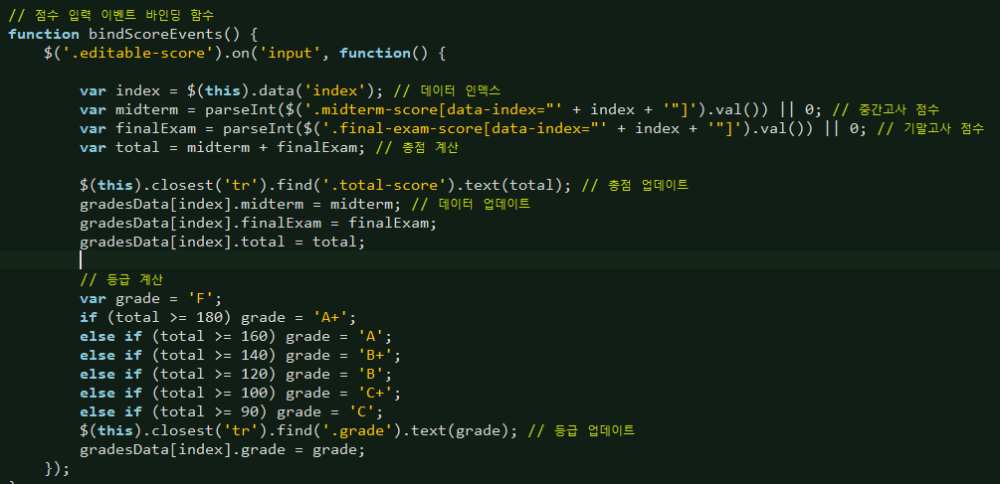 // 점수 입력 이벤트 바인딩 함수
function bindScoreEvents() {
    $('.editable-score').on('input', function() {
        var index = $(this).data('index'); // 데이터 인덱스
        var midterm = parseInt($('.midterm-score[data-index="' + index + '"]').val()) || 0; // 중간고사 점수
        var finalExam = parseInt($('.final-exam-score[data-index="' + index + '"]').val()) || 0; // 기말고사 점수
        var total = midterm + finalExam; // 총점 계산
        $(this).closest('tr').find('.total-score').text(total); // 총점 업데이트
        gradesData[index].midterm = midterm; // 데이터 업데이트
        gradesData[index].finalExam = finalExam;
        gradesData[index].total = total;
        // 등급 계산
        var grade = 'F';
        if (total >= 180) grade = 'A+';
        else if (total >= 160) grade = 'A';
        else if (total >= 140) grade = 'B+';
        else if (total >= 120) grade = 'B';
        else if (total >= 100) grade = 'C+';
        else if (total >= 90) grade = 'C';
        $(this).closest('tr').find('.grade').text(grade); // 등급 업데이트
        gradesData[index].grade = grade;
    });